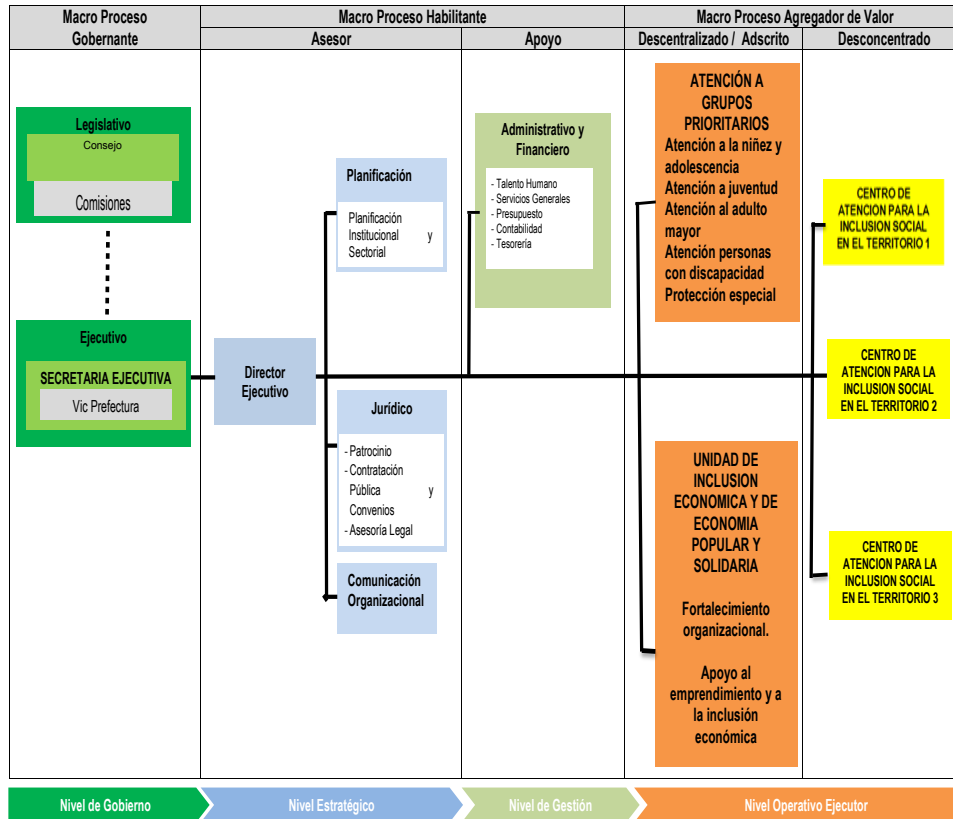 Macro Proceso
Gobernante
Macro Proceso Habilitante
Macro Proceso Agregador de Valor
Asesor
Apoyo
Descentralizado / Adscrito
Desconcentrado
Legislativo
Consejo
Comisiones
Ejecutivo
SECRETARIA EJECUTIVA
Vic Prefectura
Director
Ejecutivo
Planificación
Planificación
Institucional y
Sectorial
Jurídico
- Patrocinio
- Contratación
Pública y
Convenios
- Asesoría Legal
Comunicación
Organizacional
Administrativo y
Financiero
- Talento Humano
- Servicios Generales
- Presupuesto
- Contabilidad
- Tesorería
ATENCIÓN A
GRUPOS
PRIORITARIOS
Atención a la niñez y
adolescencia
Atención a juventud
Atención al adulto
mayor
Atención personas
con discapacidad
Protección especial
UNIDAD DE
INCLUSION
ECONOMICA Y DE
ECONOMIA
POPULAR Y
SOLIDARIA
Fortalecimiento
organizacional.
Apoyo al
emprendimiento y a
la inclusión
económica
CENTRO DE
ATENCION PARA LA
INCLUSION SOCIAL
EN EL TERRITORIO 1
CENTRO DE
ATENCION PARA LA
INCLUSION SOCIAL
EN EL TERRITORIO 2
CENTRO DE
ATENCION PARA LA
INCLUSION SOCIAL
EN EL TERRITORIO 3
Nivel de Gobierno
Nivel Estratégico
Nivel de Gestión
Nivel Operativo Ejecutor